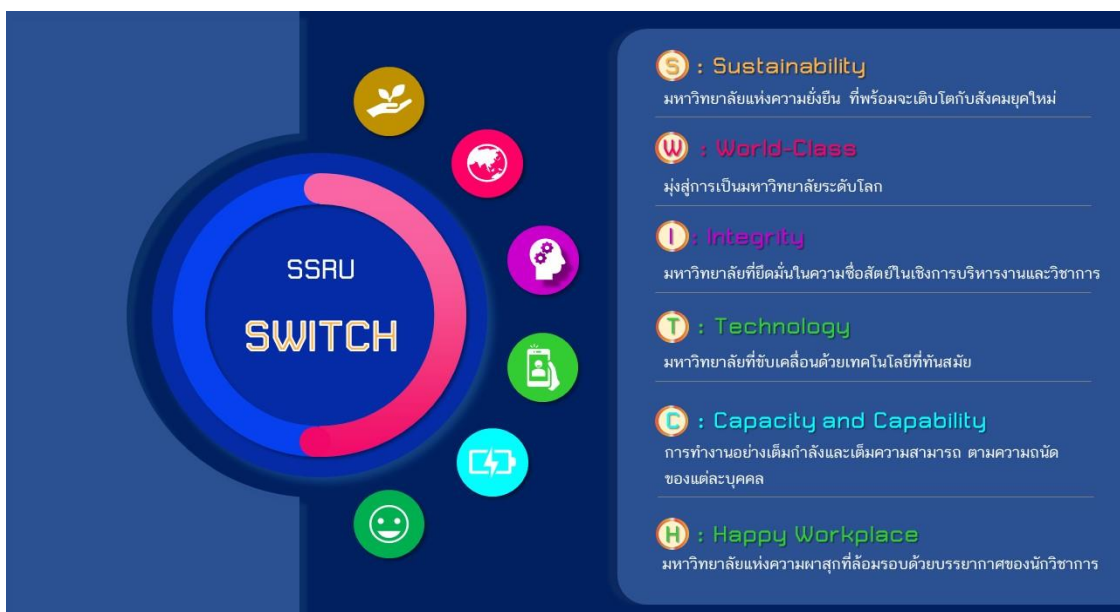 SSRU
SWITCH
S : Sustainability
มหาวิทยาลัยแห่งความยั่งยืน ที่พร้อมจะเติบโตกับสังคมยุคใหม่
W : World-Class
มุ่งสู่การเป็นมหาวิทยาลัยระดับโลก
I : Integrity
มหาวิทยาลัยที่ยึดมั่นในความซื่อสัตย์ในเชิงการบริหารงานและวิชาการ
T : Technology
มหาวิทยาลัยที่ขับเคลื่อนด้วยเทคโนโลยีที่ทันสมัย
C : Capacity and Capability
การทำงานอย่างเต็มกำลังและเต็มความสามารถ ตามความถนัด
ของแต่ละบุคคล
H : Happy Workplace
มหาวิทยาลัยแห่งความผาสุกที่ล้อมรอบด้วยบรรยากาศของนักวิชาการ